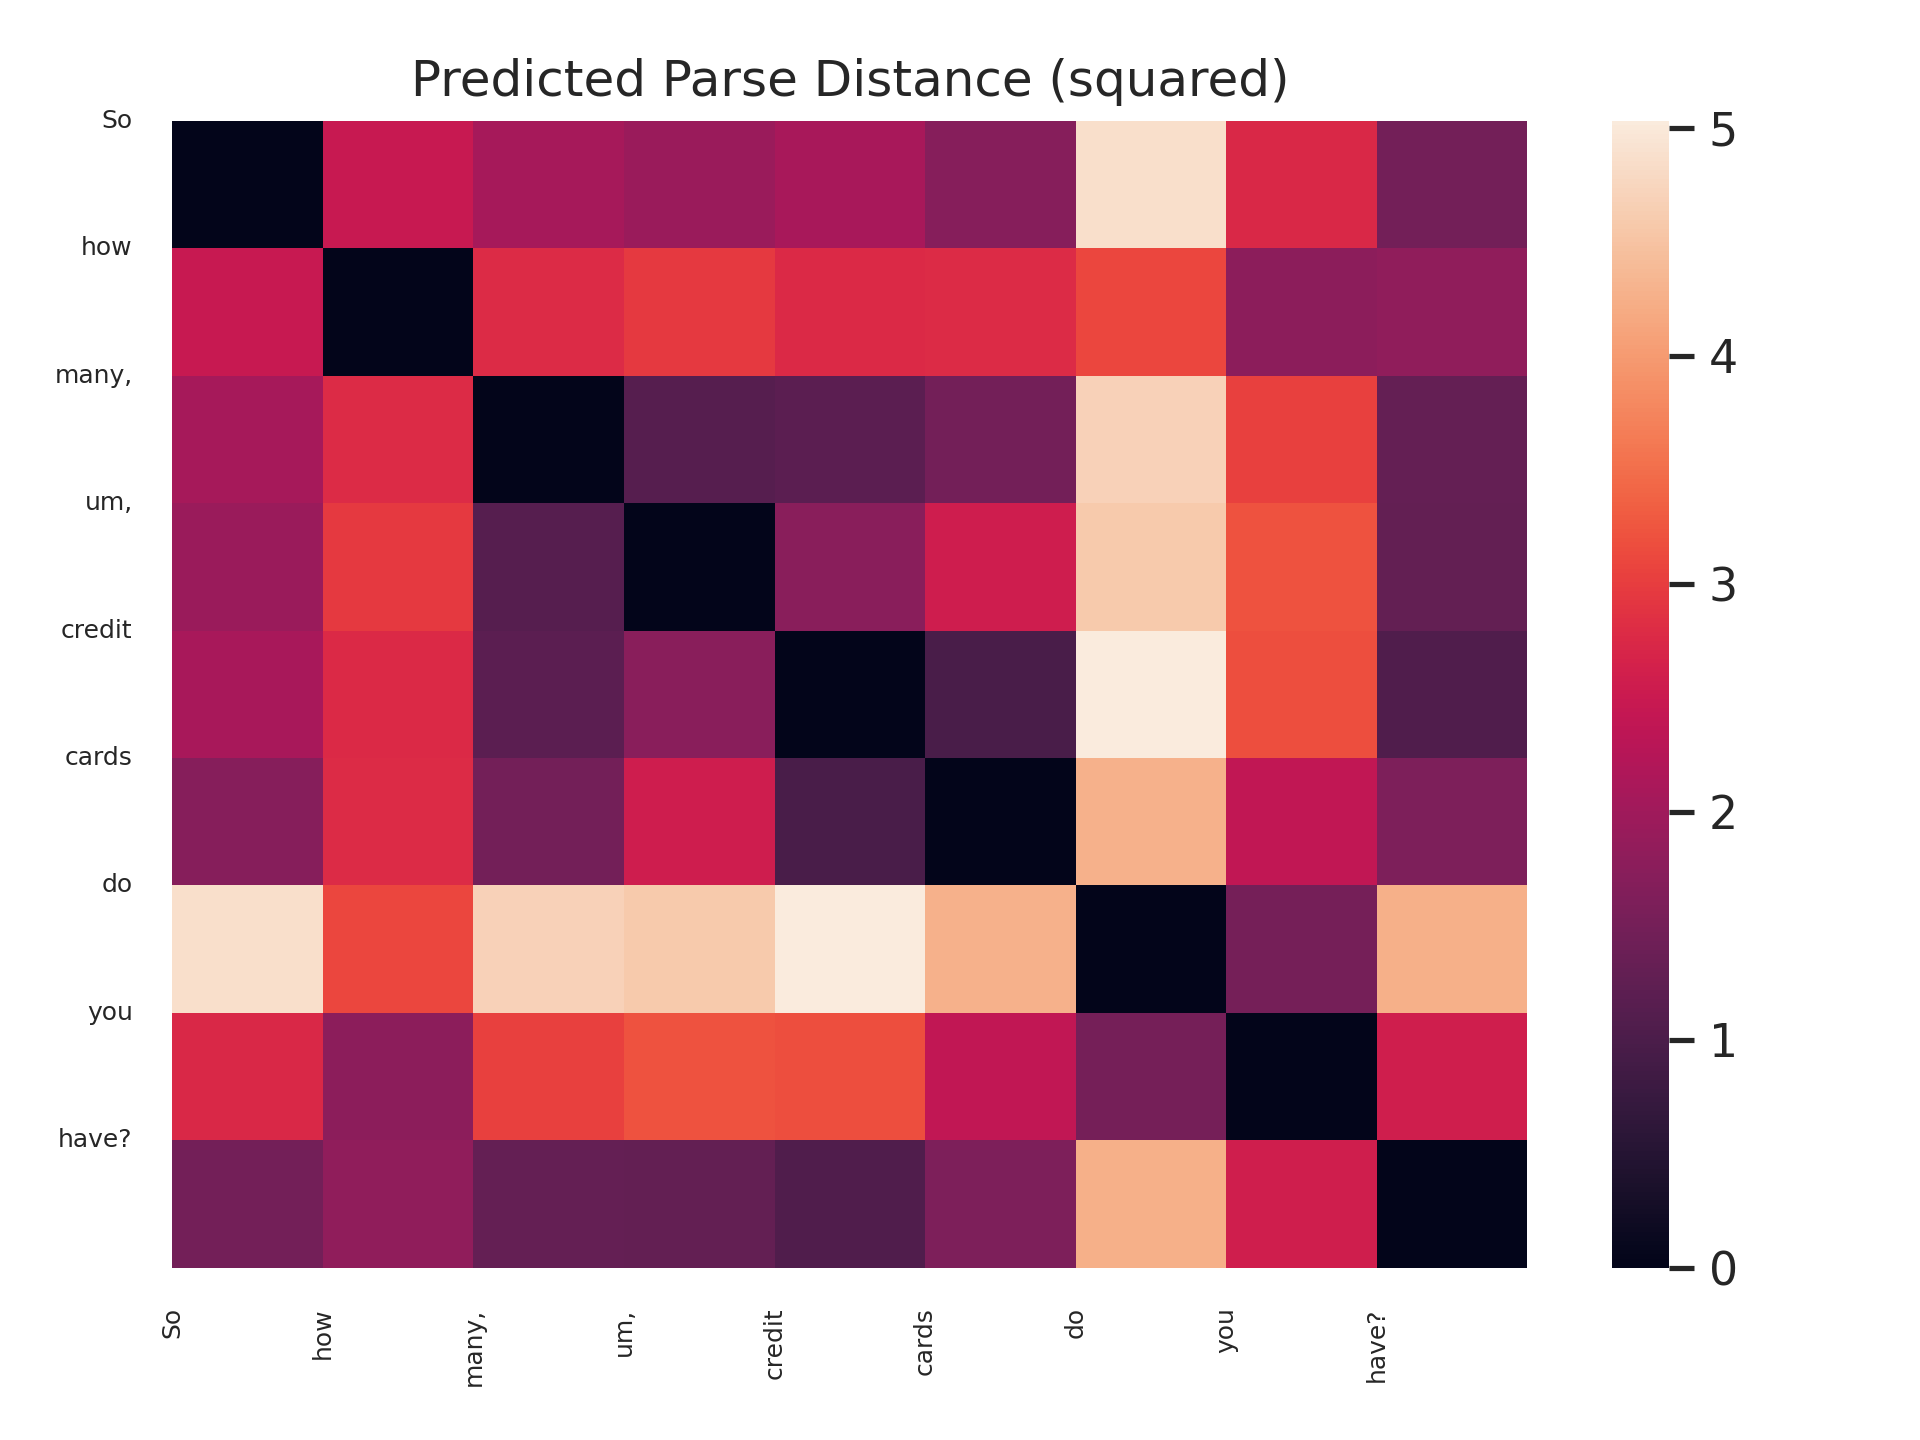 Predicted Parse Distance (squared)
So
how
many,
um,
credit
cards
do
you
have?
5
4
3
2
1
0
So
how
many,
um,
credit
cards
do
you
have?